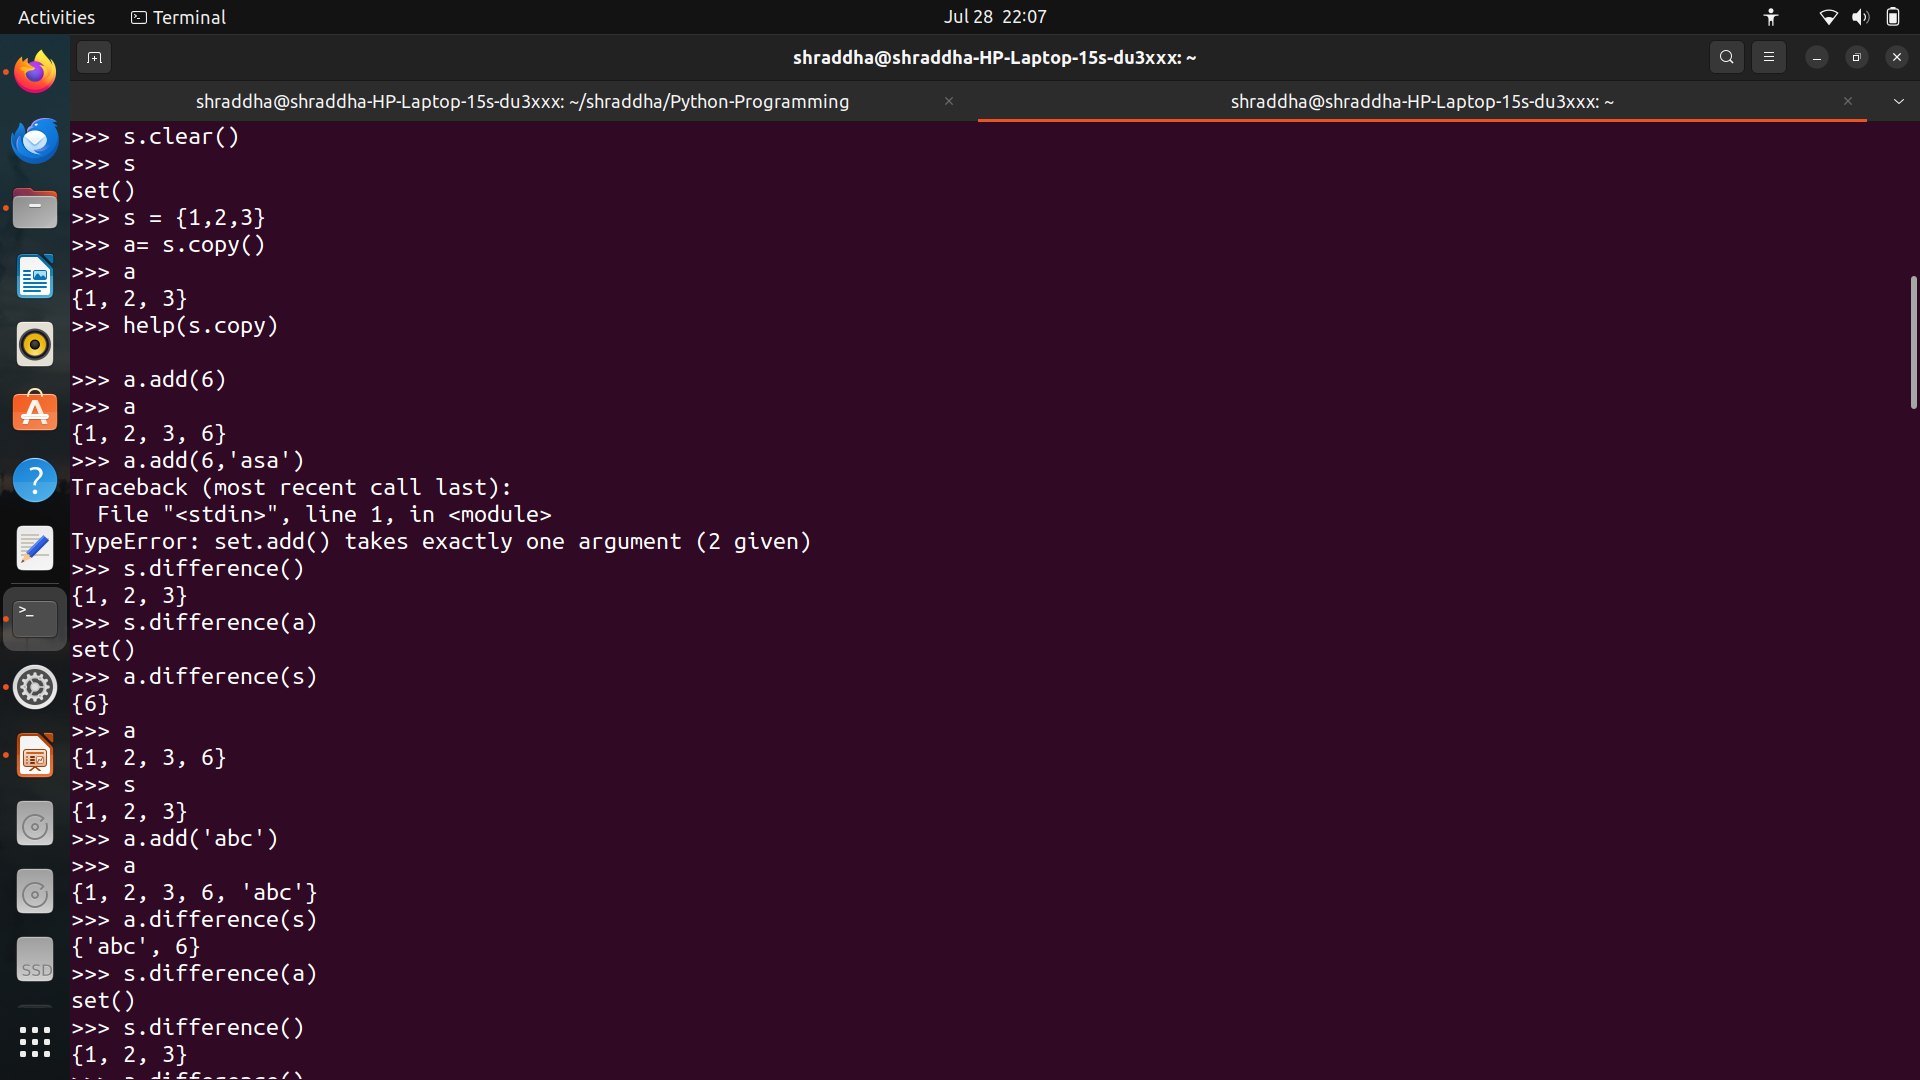 Activities
Terminal
Jul 28 22:07
shraddha@shraddha-HP-Laptop-15s-du3xxx: ~
shraddha@shraddha-HP-Laptop-15s-du3xxx: ~/shraddha/Python-Programming
shraddha@shraddha-HP-Laptop-15s-du3xxx: ~
>>> s.clear()
>>> s
set()
>>> s = {1,2,3}
>>> a= s.copy()
>>> a
{1, 2, 3}
>>> help(s.copy)
>>> a.add(6)
>>> a
{1, 2, 3, 6}
>>> a.add(6,'asa')
Traceback (most recent call last):
  File "<stdin>", line 1, in <module>
TypeError: set.add() takes exactly one argument (2 given)
>>> s.difference()
{1, 2, 3}
>>> s.difference(a)
set()
>>> a.difference(s)
{6}
>>> a
{1, 2, 3, 6}
>>> s
{1, 2, 3}
>>> a.add('abc')
>>> a
{1, 2, 3, 6, 'abc'}
>>> a.difference(s)
{'abc', 6}
>>> s.difference(a)
set()
>>> s.difference()
{1, 2, 3}
>>> a.difference()
SSD